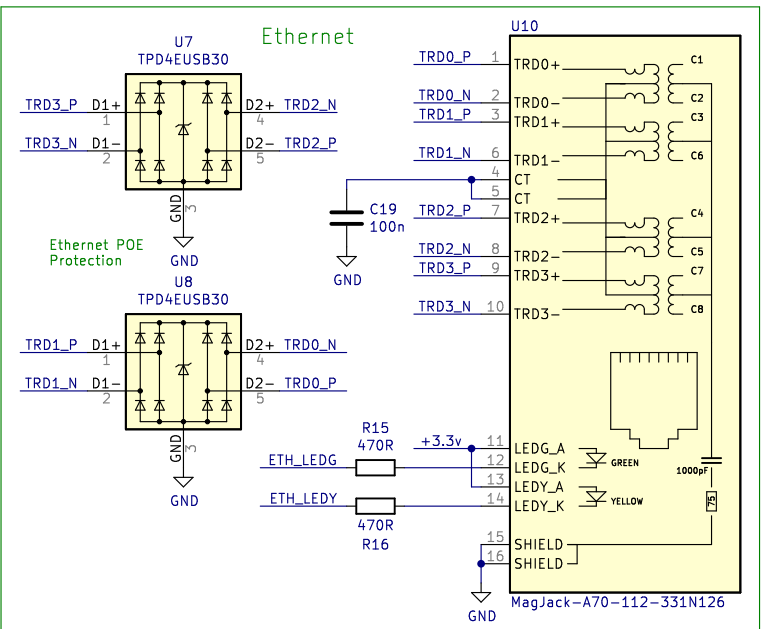 Ethernet
U7
TPD4EUSB30
TRD3_P D1+ D2+ TRD2_N
1 4
TRD3_N D1- D2- TRD2_P
2 5
GND
3
GND
Ethernet POE
Protection
U8
TPD4EUSB30
TRD1_P D1+ D2+ TRD0_N
1 4
TRD1_N D1- D2- TRD0_P
2 5
GND
3
GND
C19
100n
GND
R15
470R
ETH_LEDG
ETH_LEDY
470R
R16
+3.3v
GND
U10
TRD0_P 1 TRD0+ C1
TRD0_N 2 TRD0- C2
TRD1_P 3 TRD1+ C3
TRD1_N 6 TRD1- C6
4 CT
5 CT
TRD2_P 7 TRD2+ C4
TRD2_N 8 TRD2- C5
TRD3_P 9 TRD3+ C7
TRD3_N 10 TRD3- C8
11 LEDG_A
GREEN
12 LEDG_K
1000pF
13 LEDY_A
YELLOW
75
14 LEDY_K
15 SHIELD
16 SHIELD
MagJack-A70-112-331N126